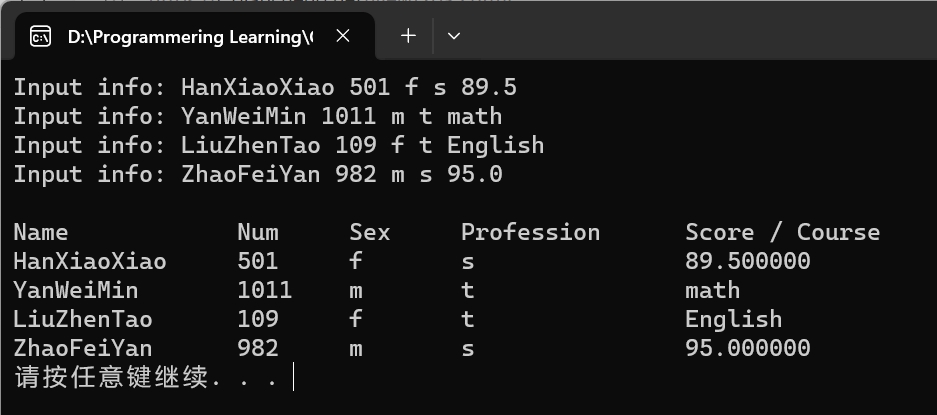 D:\Programmering Learning\C
Input info: HanXiaoXiao 501 f s 89.5
Input info: YanWeiMin 1011 m t math
Input info: LiuZhenTao 109 f t English
Input info: ZhaoFeiYan 982 m s 95.0
Name Num Sex Profession Score / Course
HanXiaoXiao 501 f s 89.500000
YanWeiMin 1011 m t math
LiuZhenTao 109 f t English
ZhaoFeiYan 982 m s 95.000000
请按任意键继续. . .